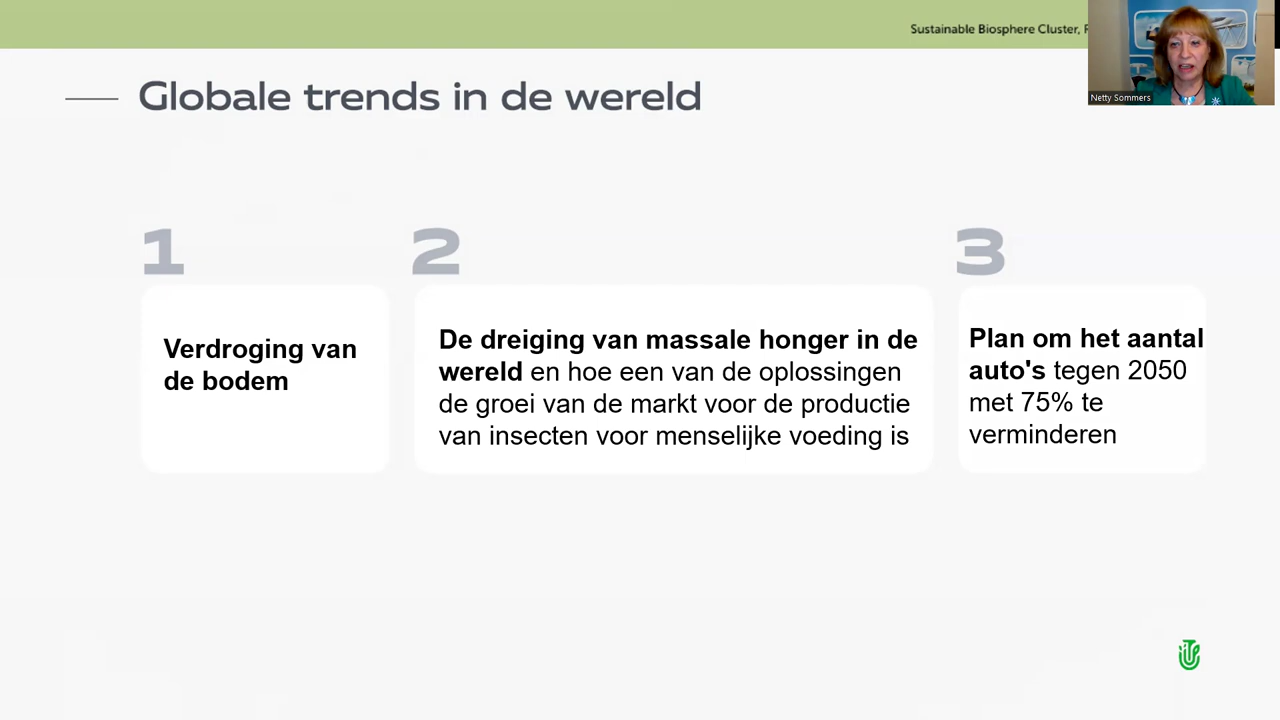 Sustainable Biosphere Cluster,
Netty Sommers
Globale trends in de wereld
1
Verdroging van
de bodem
2
De dreiging van massale honger in de
wereld en hoe een van de oplossingen
de groei van de markt voor de productie
van insecten voor menselijke voeding is
3
Plan om het aantal
auto's tegen 2050
met 75% te
verminderen